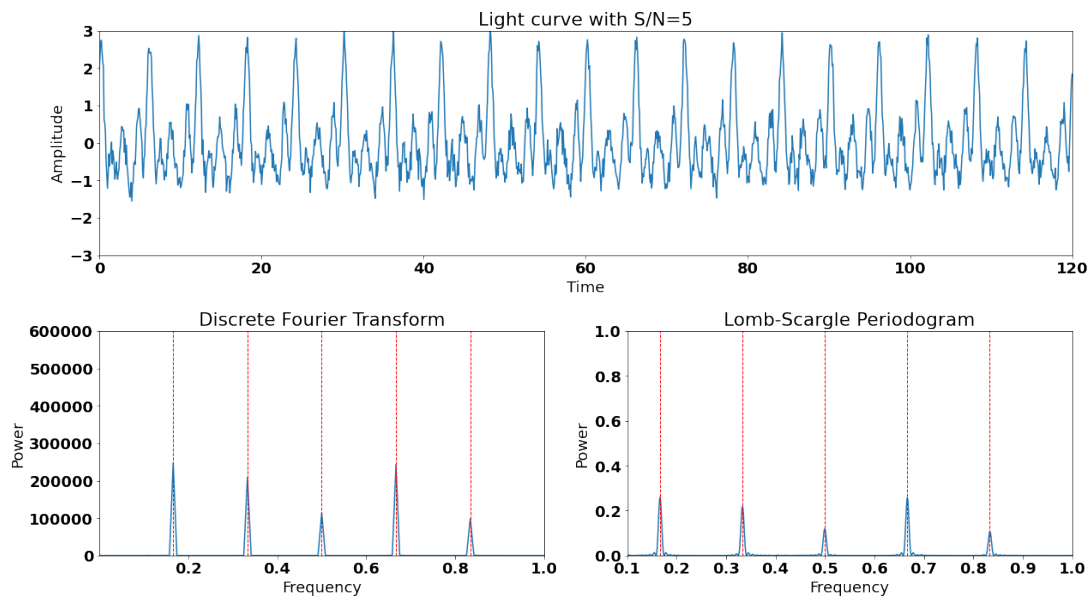 Light curve with S/N=5
3
2
1
0
−1
−2
−3
Amplitude
0 20 40 60 80 100 120
Time
Discrete Fourier Transform
600000
500000
400000
300000
200000
100000
0
Power
0.2 0.4 0.6 0.8 1.0
Frequency
Lomb-Scargle Periodogram
1.0
0.8
0.6
0.4
0.2
0.0
Power
0.1 0.2 0.3 0.4 0.5 0.6 0.7 0.8 0.9 1.0
Frequency